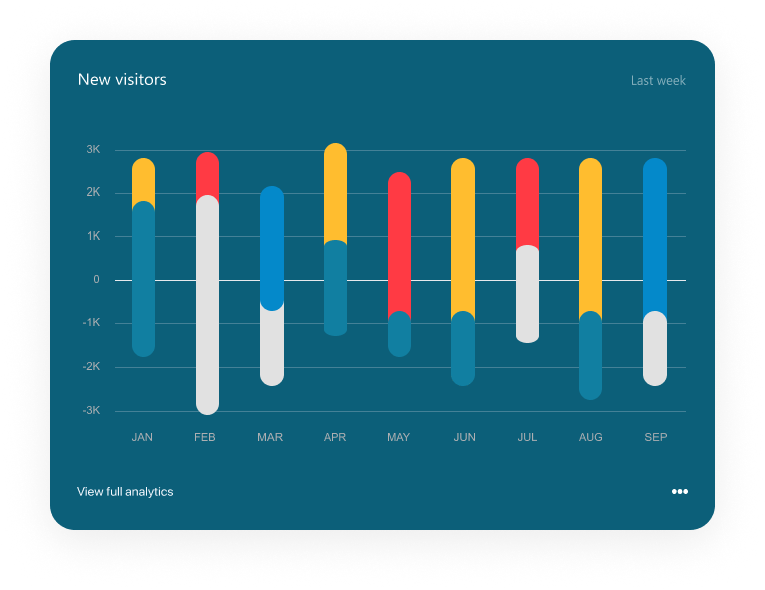 New visitors
Last week
3K
2K
1K
0
-1K
-2K
-3K
JAN FEB MAR APR MAY JUN JUL AUG SEP
View full analytics